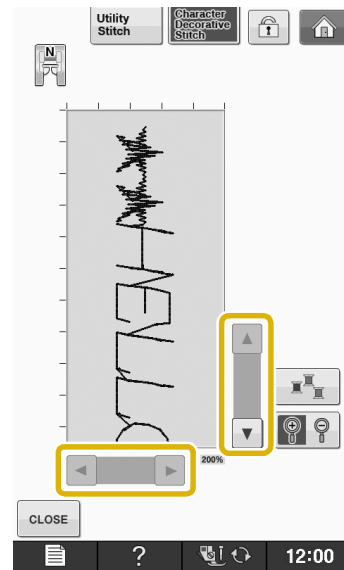 Utility
Stitch
Character
Decorative
Stitch
N
HELLO
200%
CLOSE
?
12:00